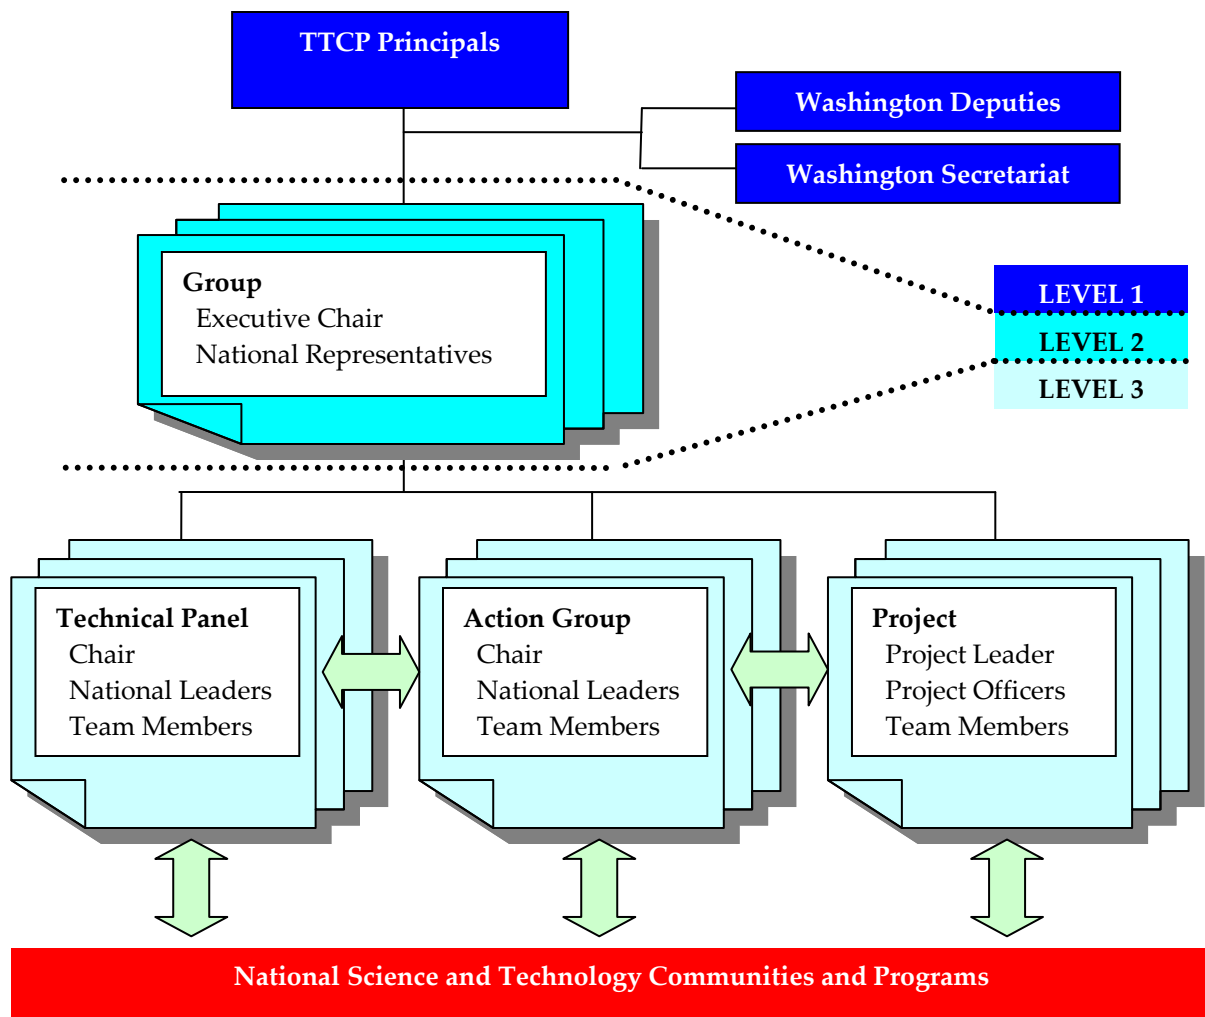 TTCP Principals
Washington Deputies
Washington Secretariat
Group
Executive Chair
National Representatives
LEVEL 1
LEVEL 2
LEVEL 3
Technical Panel
Chair
National Leaders
Team Members
Action Group
Chair
National Leaders
Team Members
Project
Project Leader
Project Officers
Team Members
National Science and Technology Communities and Programs